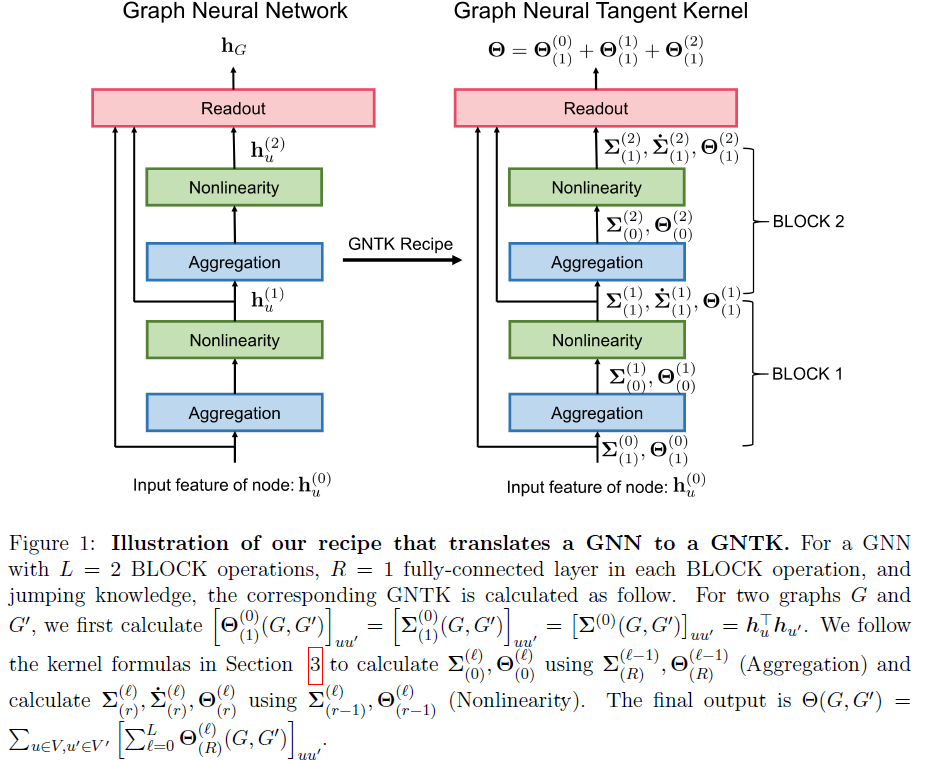 Graph Neural Network
Graph Neural Tangent Kernel
h_G
Θ = Θ^{(0)}_{(1)} + Θ^{(1)}_{(1)} + Θ^{(2)}_{(1)}
Readout
Readout
h_u^{(2)}
Σ^{(2)}_{(1)}, Σ̇^{(2)}_{(1)}, Θ^{(2)}_{(1)}
Nonlinearity
Nonlinearity
Σ^{(2)}_{(0)}, Θ^{(2)}_{(0)}
BLOCK 2
GNTK Recipe
Aggregation
Aggregation
h_u^{(1)}
Σ^{(1)}_{(1)}, Σ̇^{(1)}_{(1)}, Θ^{(1)}_{(1)}
Nonlinearity
Nonlinearity
Σ^{(1)}_{(0)}, Θ^{(1)}_{(0)}
BLOCK 1
Aggregation
Aggregation
Σ^{(0)}_{(1)}, Θ^{(0)}_{(1)}
Input feature of node: h_u^{(0)}
Input feature of node: h_u^{(0)}
Figure 1: Illustration of our recipe that translates a GNN to a GNTK. For a GNN
with L = 2 BLOCK operations, R = 1 fully-connected layer in each BLOCK operation, and
jumping knowledge, the corresponding GNTK is calculated as follow. For two graphs G and
G′, we first calculate [Θ^{(0)}_{(1)}(G, G′)]_{uu′} = [Σ^{(0)}_{(1)}(G, G′)]_{uu′} = [Σ^{(0)}(G, G′)]_{uu′} = h_u^⊤ h_{u′}. We follow
the kernel formulas in Section 3 to calculate Σ^{(ℓ)}_{(0)}, Θ^{(ℓ)}_{(0)} using Σ^{(ℓ−1)}_{(R)}, Θ^{(ℓ−1)}_{(R)} (Aggregation) and
calculate Σ^{(ℓ)}_{(r)}, Σ̇^{(ℓ)}_{(r)}, Θ^{(ℓ)}_{(r)} using Σ^{(ℓ)}_{(r−1)}, Θ^{(ℓ)}_{(r−1)} (Nonlinearity). The final output is Θ(G, G′) =
∑_{u∈V,u′∈V′} [∑_{ℓ=0}^{L} Θ^{(ℓ)}_{(R)}(G, G′)]_{uu′}.